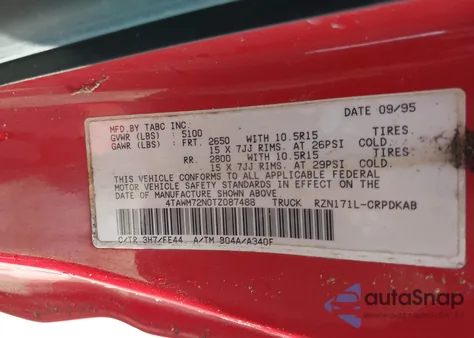 MFD.BY TABC INC. DATE 09/95
GVWR (LBS) : 5100
GAWR (LBS) : FRT. 2650 WITH 10.5R15 TIRES.
15 X 7JJ RIMS. AT 26PSI COLD.
RR. 2800 WITH 10.5R15 TIRES.
15 X 7JJ RIMS. AT 29PSI COLD.
THIS VEHICLE CONFORMS TO ALL APPLICABLE FEDERAL
MOTOR VEHICLE SAFETY STANDARDS IN EFFECT ON THE
DATE OF MANUFACTURE SHOWN ABOVE.
4TAWM72N0TZ087488 TRUCK RZN171L-CRPDKAB
C/TR 3H7/FE44 A/TM 904A/A340F
autoSnap